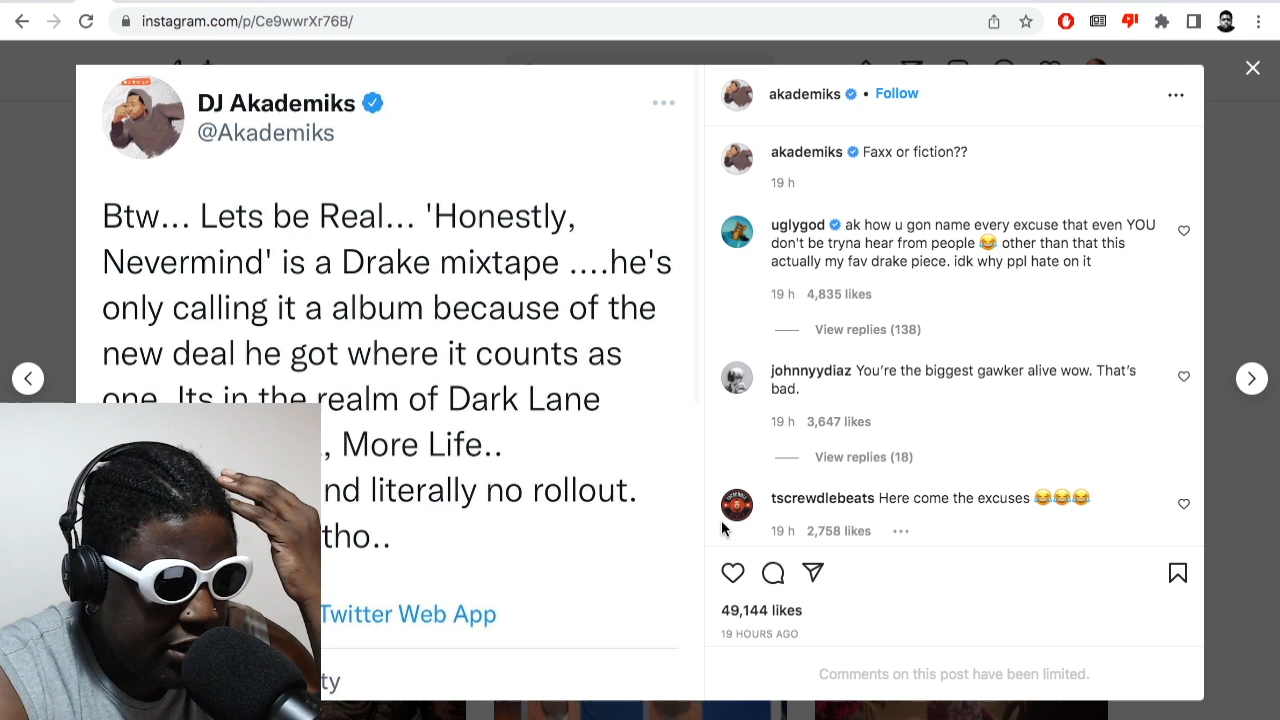 instagram.com/p/Ce9wwrXr76B/
DJ Akademiks
@Akademiks
Btw... Lets be Real... 'Honestly,
Nevermind' is a Drake mixtape ....he's
only calling it a album because of the
new deal he got where it counts as
one. Its in the realm of Dark Lane
, More Life..
nd literally no rollout.
tho..
Twitter Web App
ty
akademiks • Follow
akademiks Faxx or fiction??
19 h
uglygod ak how u gon name every excuse that even YOU
don't be tryna hear from people 😂 other than that this
actually my fav drake piece. idk why ppl hate on it
19 h 4,835 likes
View replies (138)
johnnyydiaz You're the biggest gawker alive wow. That's
bad.
19 h 3,647 likes
View replies (18)
tscrewdlebeats Here come the excuses 😂😂😂
19 h 2,758 likes
49,144 likes
19 HOURS AGO
Comments on this post have been limited.